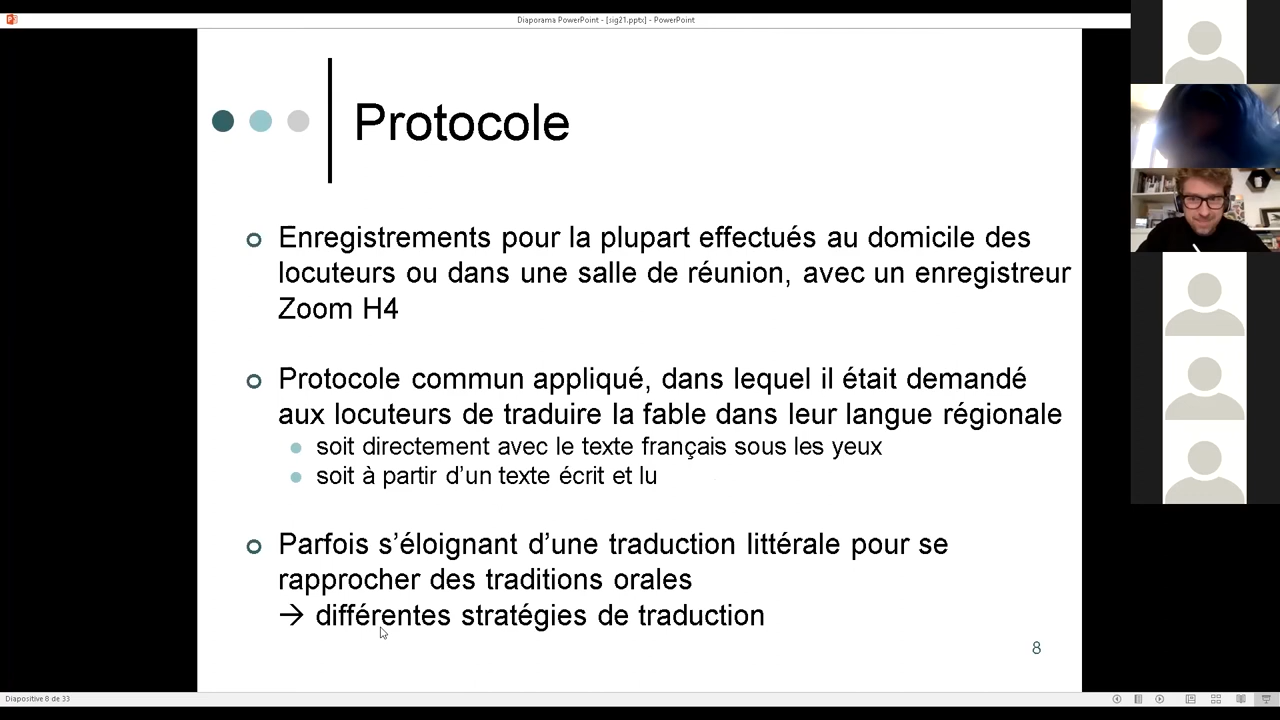 Diaporama PowerPoint - [sig21.pptx] - PowerPoint
Protocole
Enregistrements pour la plupart effectués au domicile des
locuteurs ou dans une salle de réunion, avec un enregistreur
Zoom H4
Protocole commun appliqué, dans lequel il était demandé
aux locuteurs de traduire la fable dans leur langue régionale
soit directement avec le texte français sous les yeux
soit à partir d'un texte écrit et lu
Parfois s'éloignant d'une traduction littérale pour se
rapprocher des traditions orales
→ différentes stratégies de traduction
8
Diapositive 8 de 33